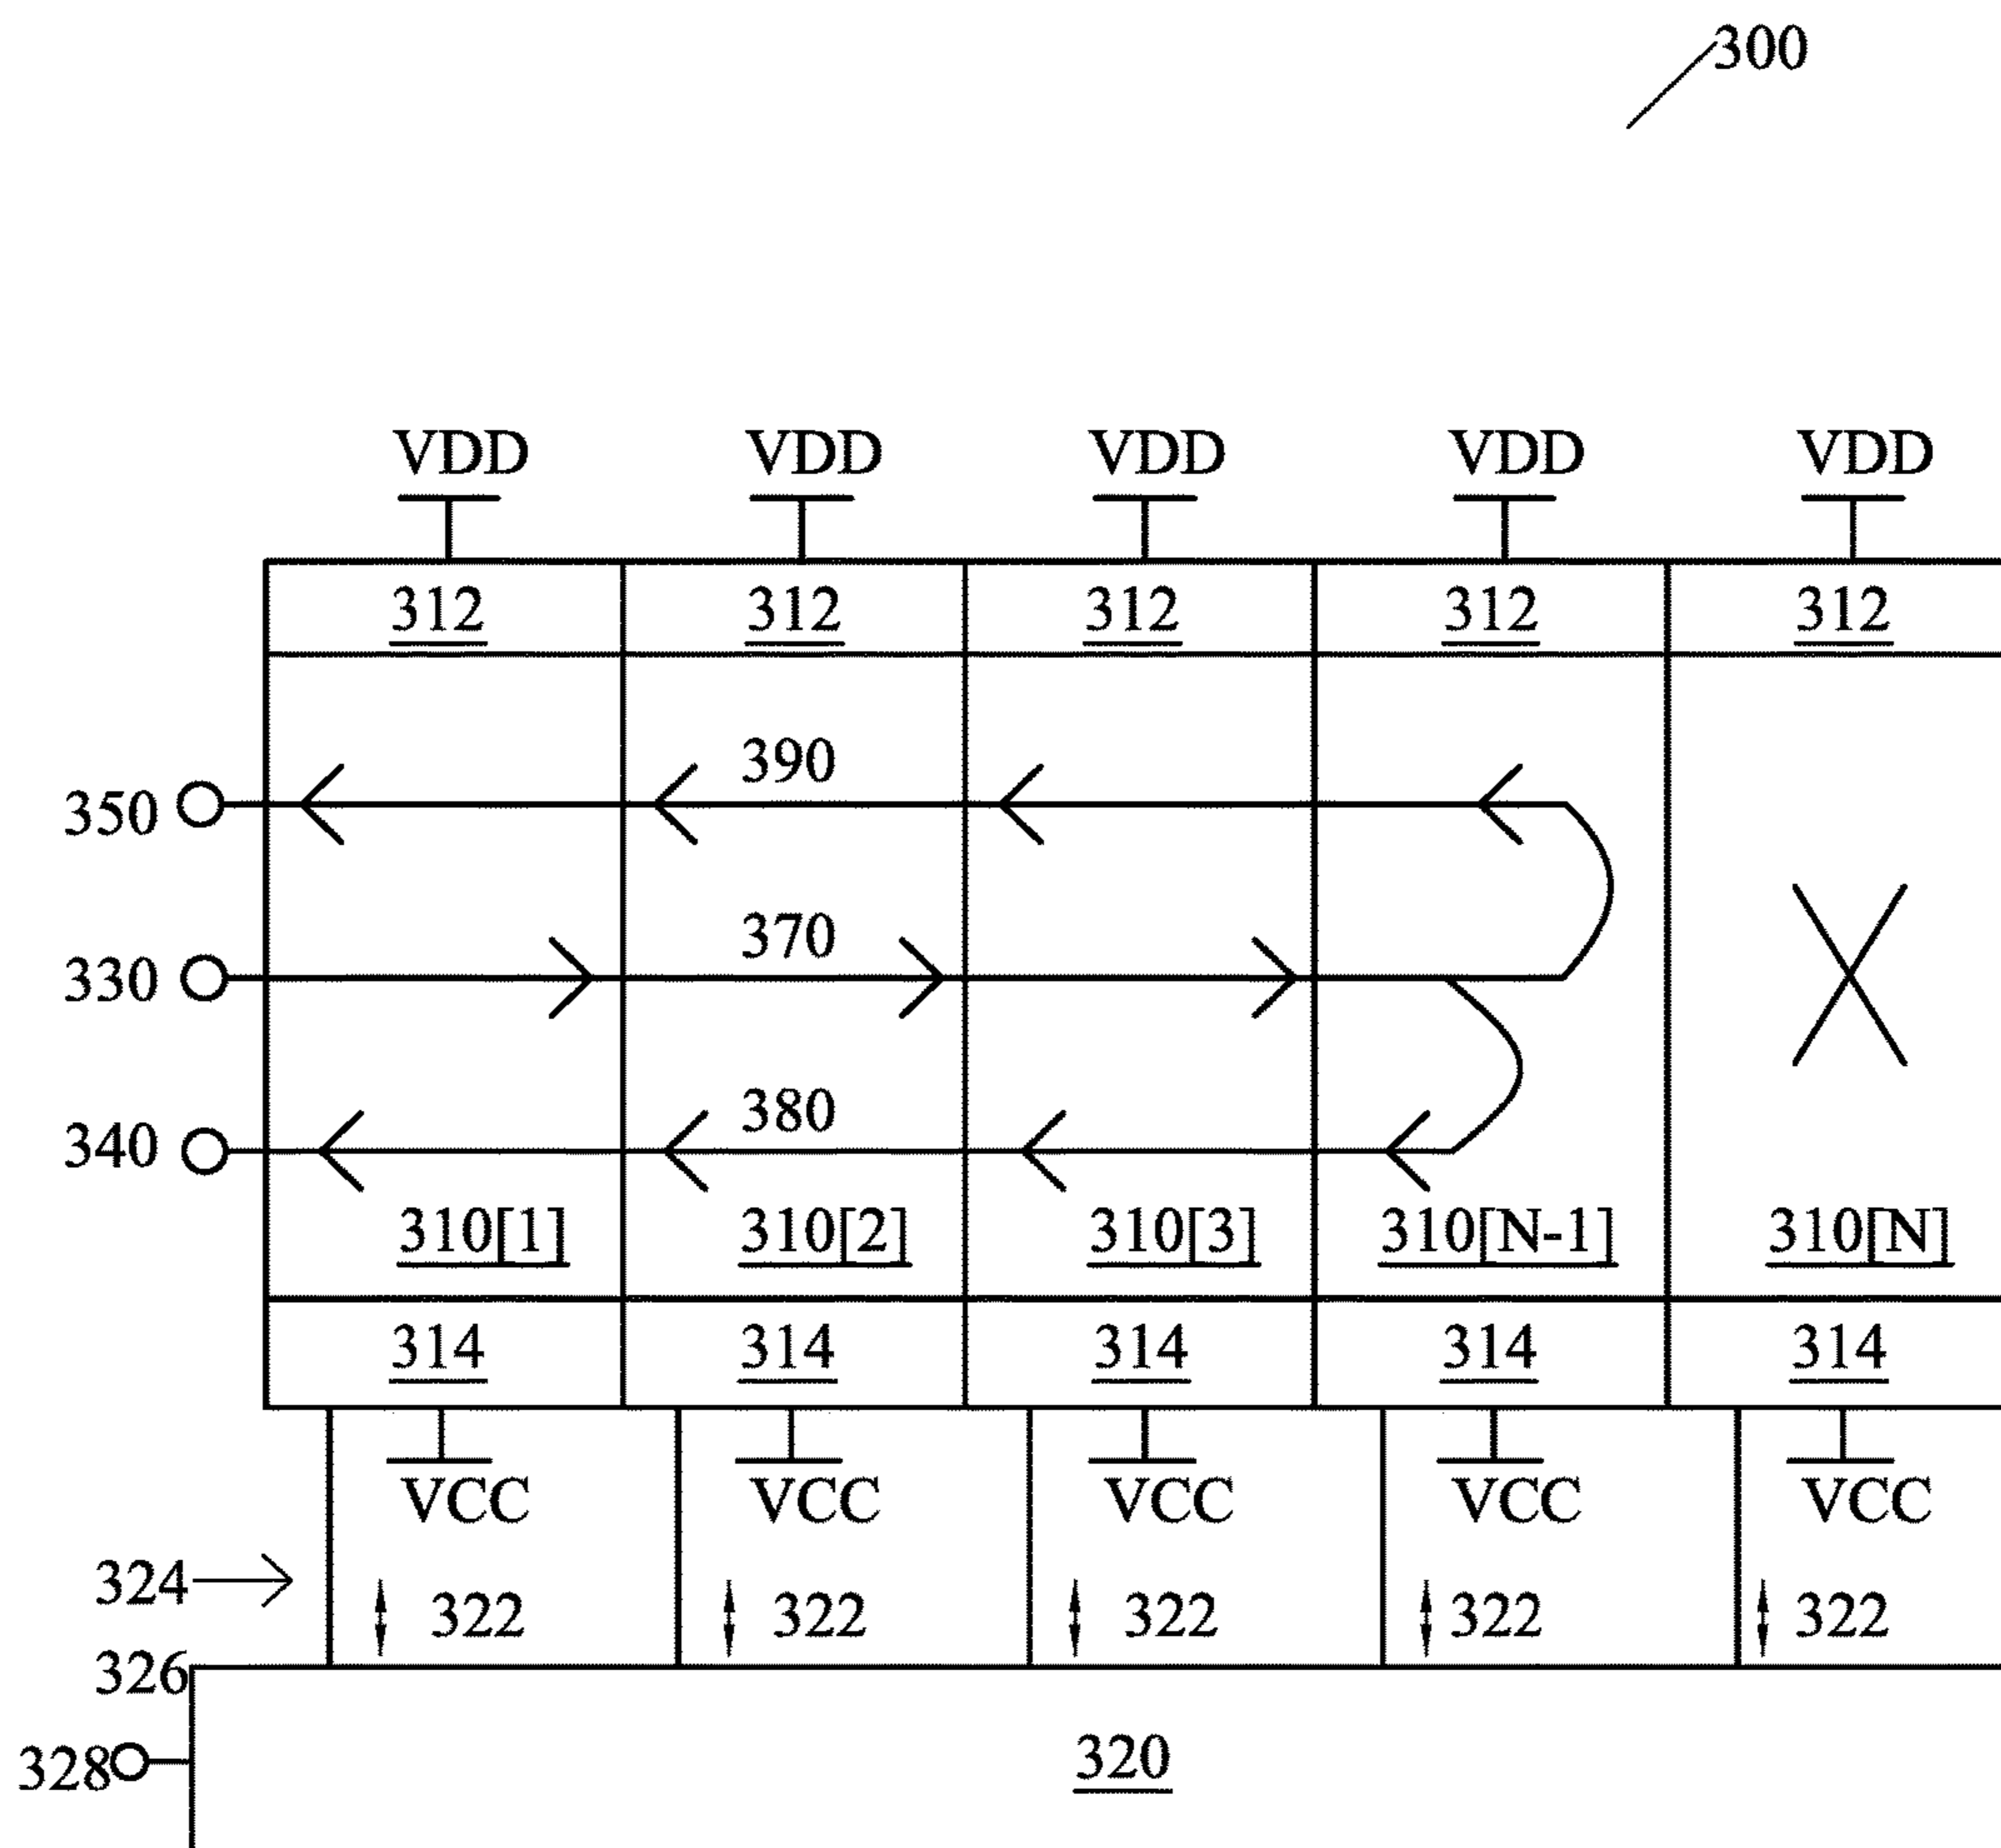 300
VDD VDD VDD VDD VDD
312 312 312 312 312
390
350
370
330
380
340
310[1] 310[2] 310[3] 310[N-1] 310[N]
314 314 314 314 314
VCC VCC VCC VCC VCC
324 322 322 322 322 322
326
328 320